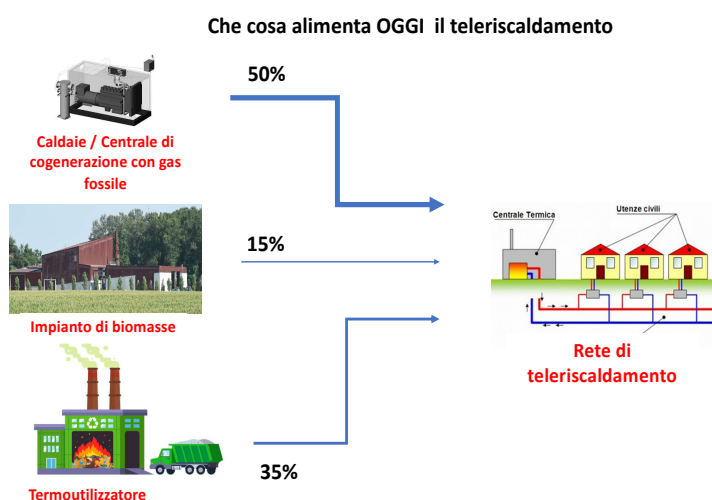 Che cosa alimenta OGGI  il teleriscaldamento
50%
Caldaie / Centrale di
cogenerazione con gas
fossile
Utenze civili
Centrale Termica
15%
Impianto di biomasse
Rete di
teleriscaldamento
35%
Termoutilizzatore